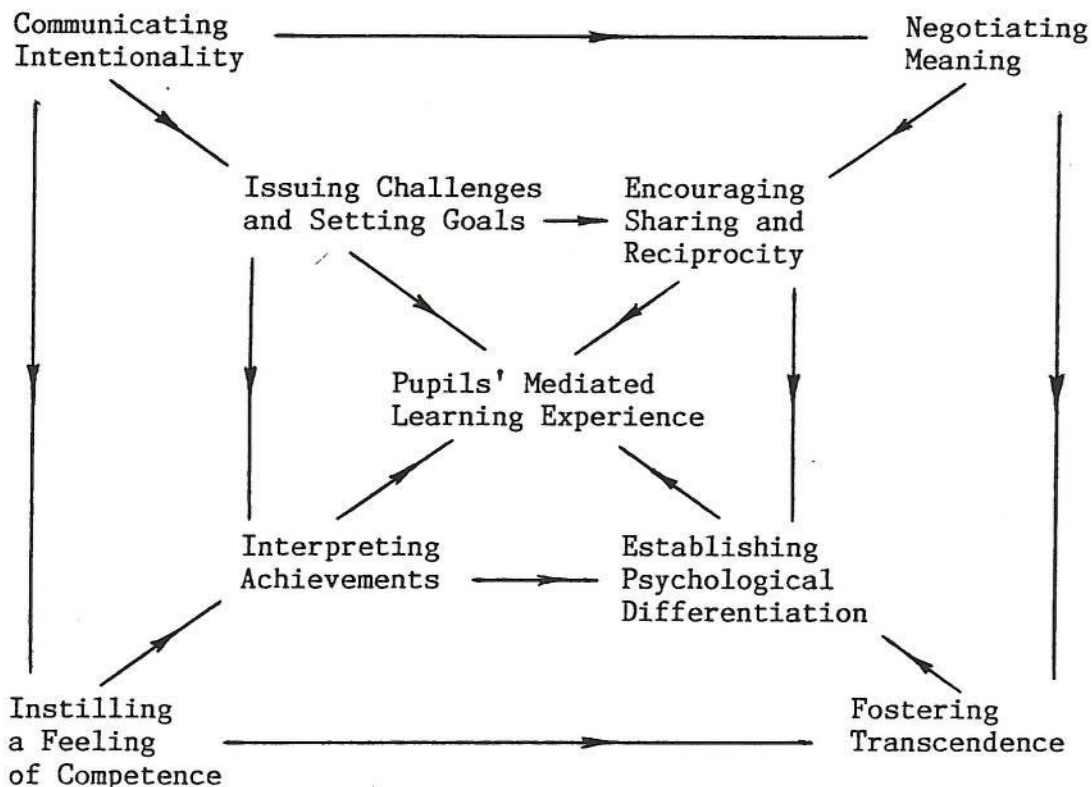 Communicating
Intentionality
Negotiating
Meaning
Issuing Challenges
and Setting Goals
Encouraging
Sharing and
Reciprocity
Pupils' Mediated
Learning Experience
Interpreting
Achievements
Establishing
Psychological
Differentiation
Instilling
a Feeling
of Competence
Fostering
Transcendence